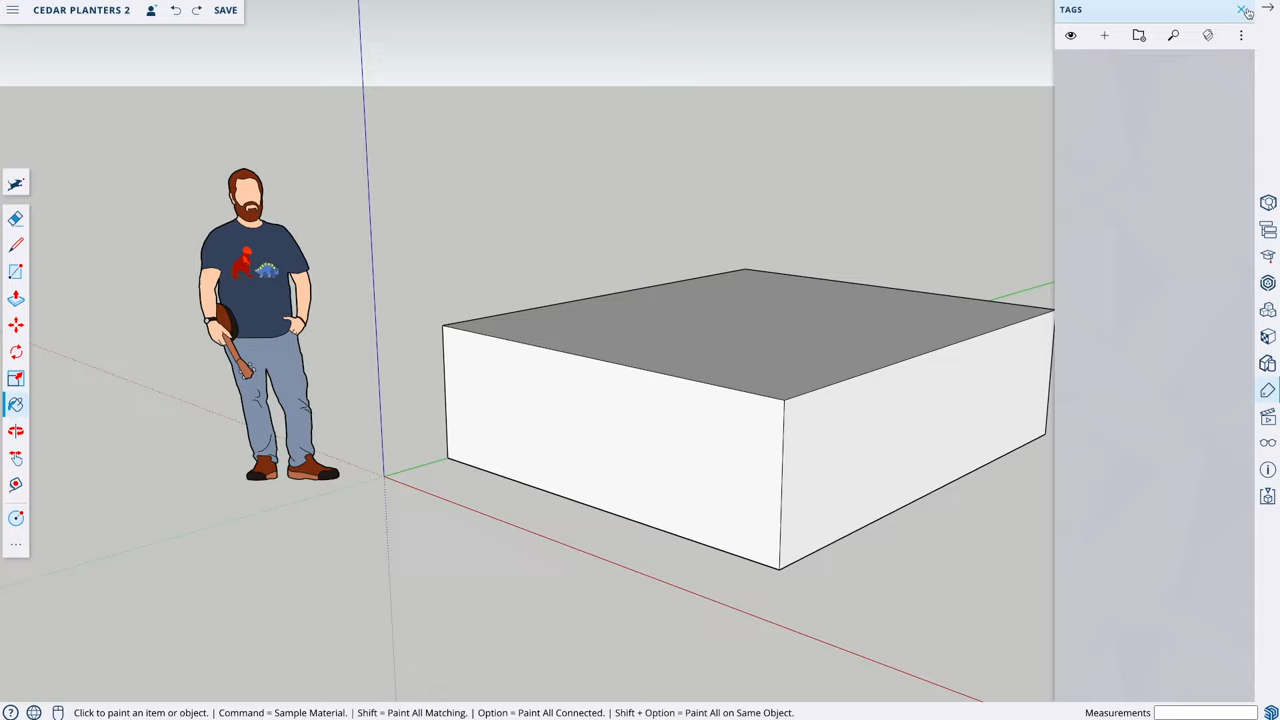 CEDAR PLANTERS 2
SAVE
TAGS
Click to paint an item or object. | Command = Sample Material. | Shift = Paint All Matching. | Option = Paint All Connected. | Shift + Option = Paint All on Same Object.
Measurements